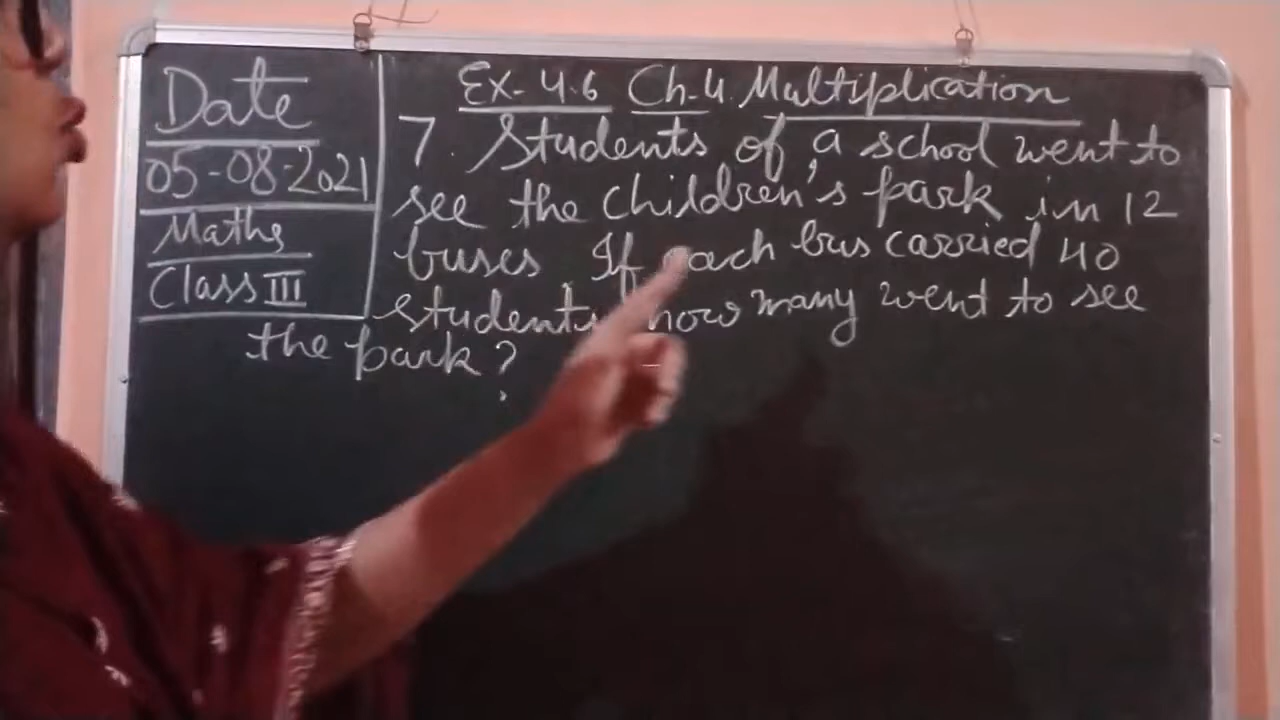 Date
05-08-2021
Maths
Class III
Ex-4.6 Ch-4. Multiplication
7. Students of a school went to
see the children's park in 12
buses. If each bus carried 40
students, how many went to see
the park?